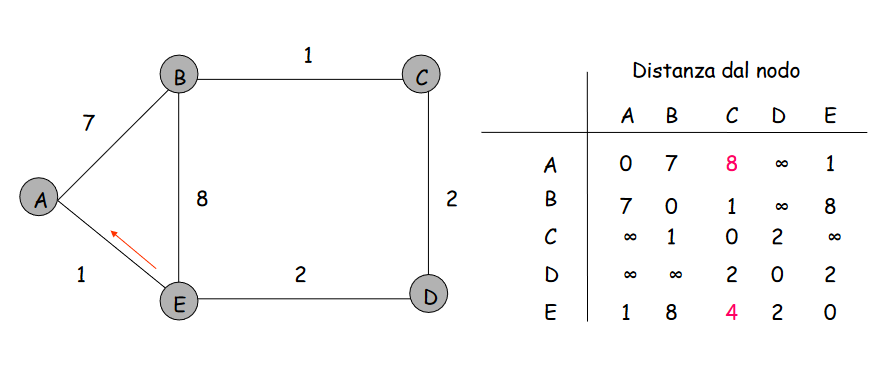 1
B
C
7
A
8
2
1
2
E
D
Distanza dal nodo
A B C D E
A 0 7 8 ∞ 1
B 7 0 1 ∞ 8
C ∞ 1 0 2 ∞
D ∞ ∞ 2 0 2
E 1 8 4 2 0